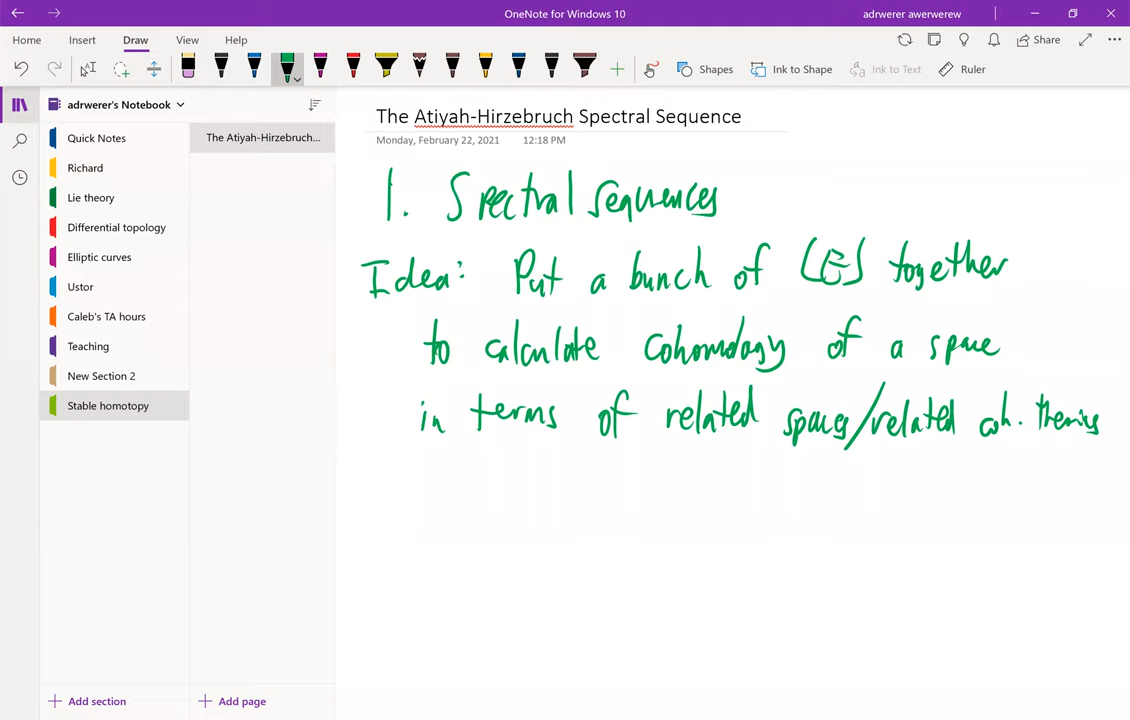 OneNote for Windows 10
adrwerer awerwerew
Home Insert Draw View Help
Share
Shapes Ink to Shape Ink to Text Ruler
adrwerer's Notebook
Quick Notes
Richard
Lie theory
Differential topology
Elliptic curves
Ustor
Caleb's TA hours
Teaching
New Section 2
Stable homotopy
Add section
The Atiyah-Hirzebruch...
Add page
The Atiyah-Hirzebruch Spectral Sequence
Monday, February 22, 2021 12:18 PM
1. Spectral Sequences
Idea: Put a bunch of together
to calculate cohomology of a space
in terms of related spaces/related coh. theories